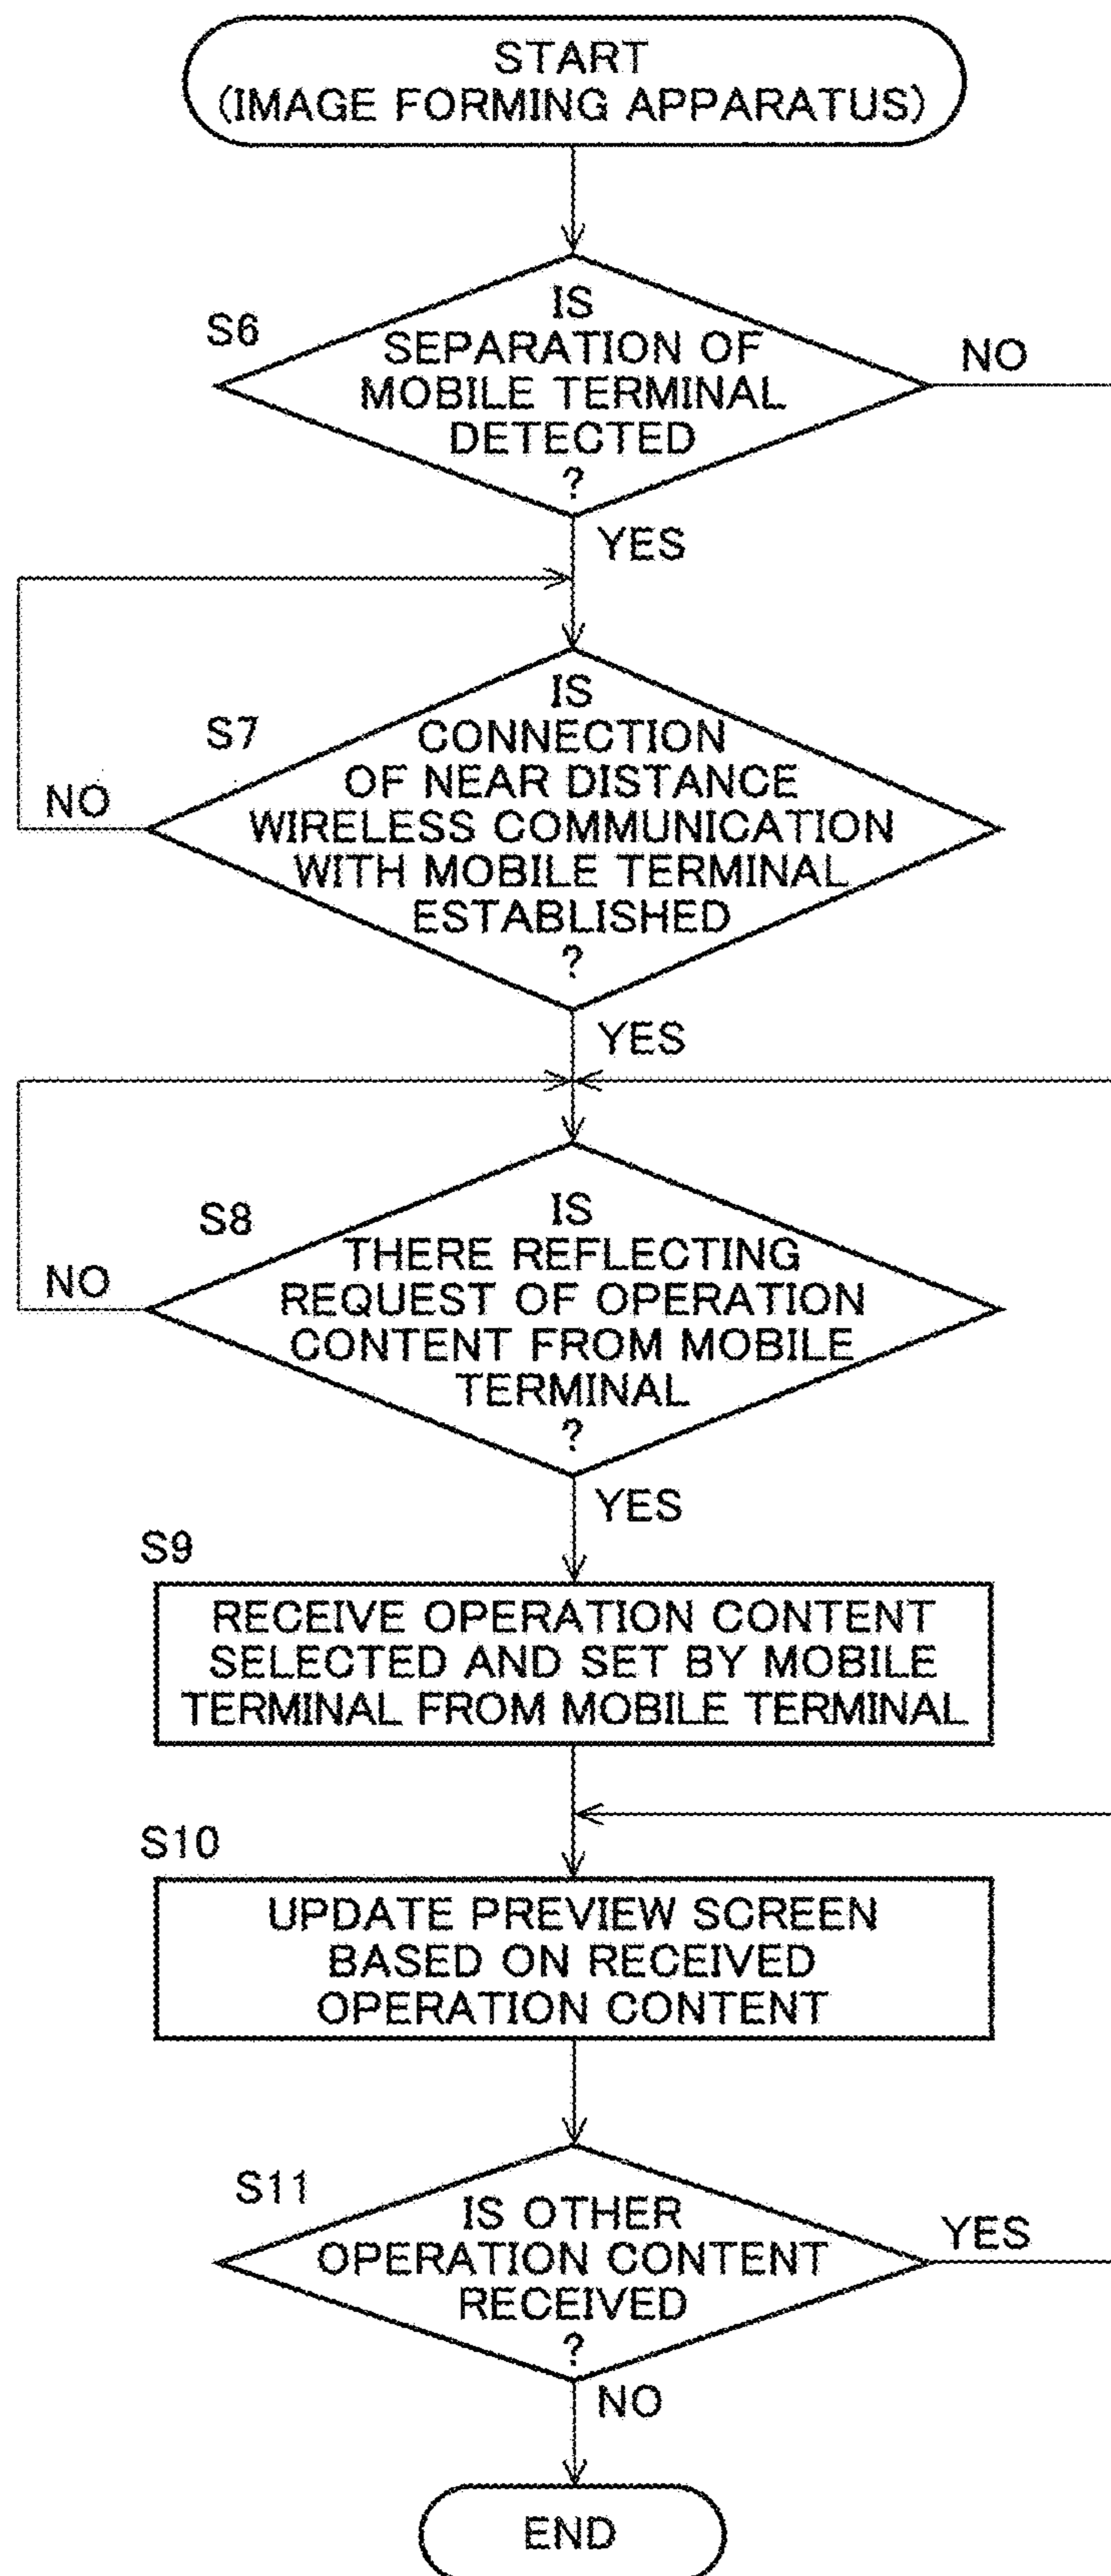 START
(IMAGE FORMING APPARATUS)
S6
IS
SEPARATION OF
MOBILE TERMINAL
DETECTED
?
NO
YES
S7
IS
CONNECTION
OF NEAR DISTANCE
WIRELESS COMMUNICATION
WITH MOBILE TERMINAL
ESTABLISHED
?
NO
YES
S8
IS
THERE REFLECTING
REQUEST OF OPERATION
CONTENT FROM MOBILE
TERMINAL
?
NO
YES
S9
RECEIVE OPERATION CONTENT
SELECTED AND SET BY MOBILE
TERMINAL FROM MOBILE TERMINAL
S10
UPDATE PREVIEW SCREEN
BASED ON RECEIVED
OPERATION CONTENT
S11
IS OTHER
OPERATION CONTENT
RECEIVED
?
YES
NO
END